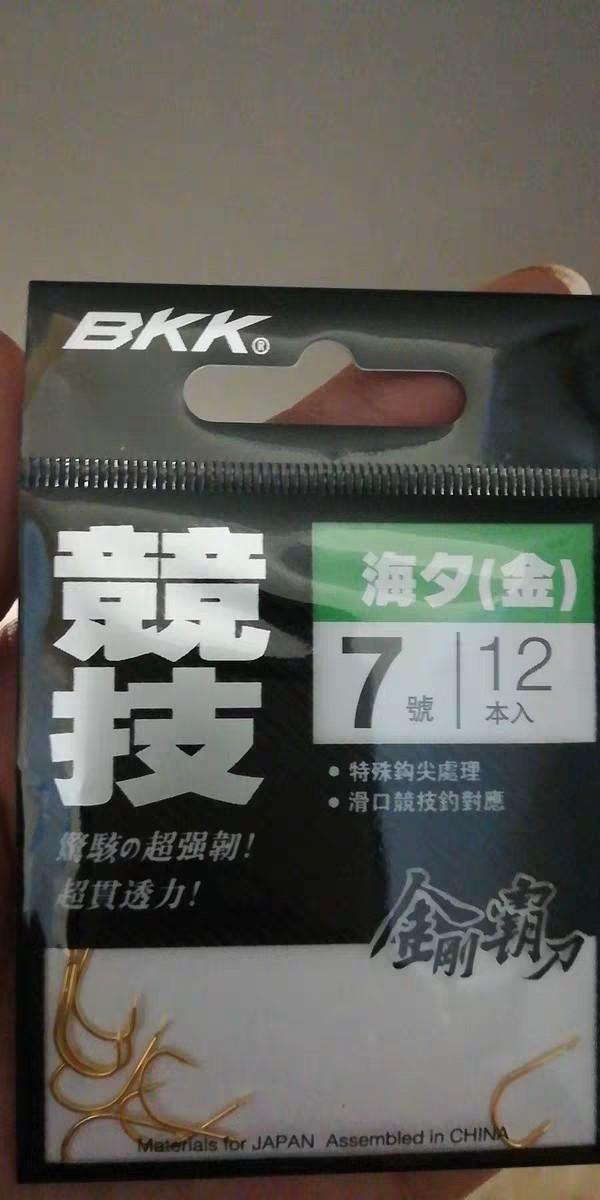 BKK®
競技
海夕(金)
7號
12本入
• 特殊鈎尖處理
• 滑口競技釣對應
驚駭の超强韌!
超貫透力!
金剛霸刀
Materials for JAPAN Assembled in CHINA